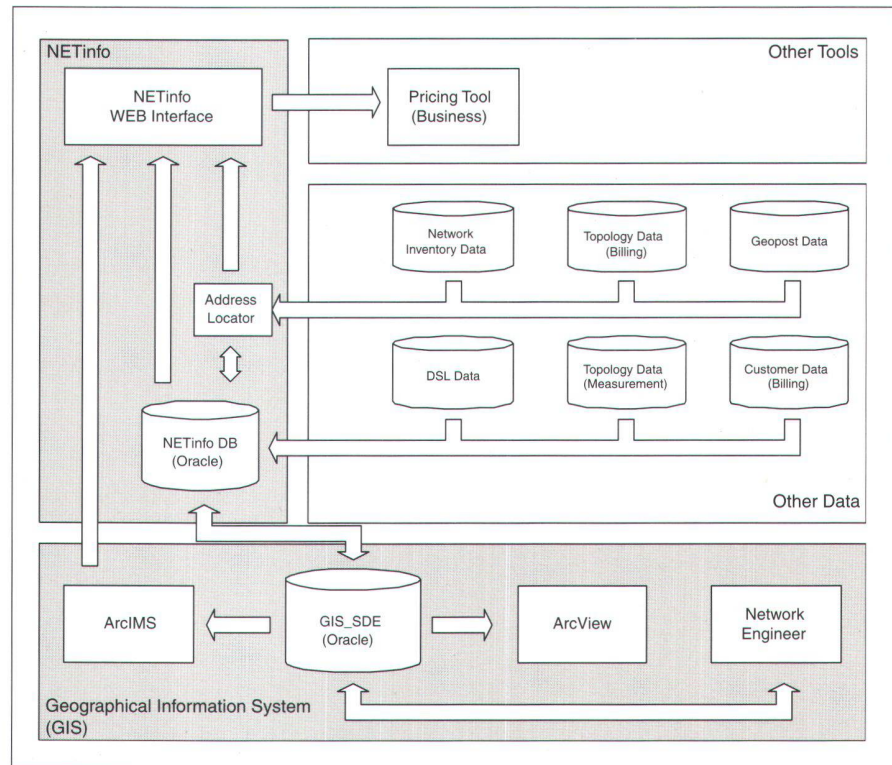 NETinfo
NETinfo
WEB Interface
Other Tools
Pricing Tool
(Business)
Network
Inventory Data
Topology Data
(Billing)
Geopost Data
Address
Locator
DSL Data
Topology Data
(Measurement)
Customer Data
(Billing)
NETinfo DB
(Oracle)
Other Data
ArcIMS
GIS_SDE
(Oracle)
ArcView
Network
Engineer
Geographical Information System
(GIS)